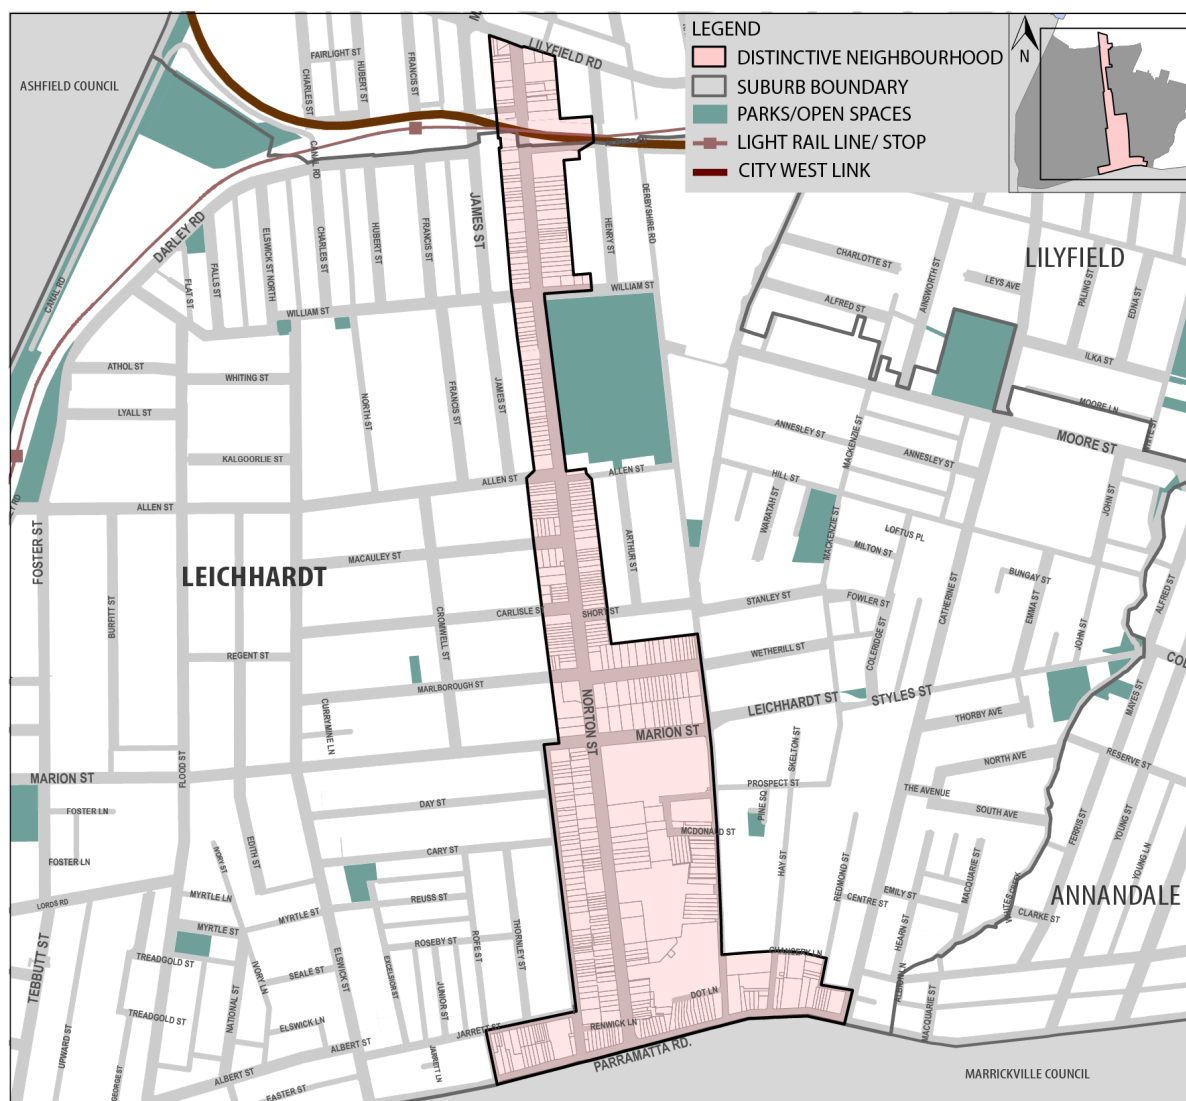 LEGEND
DISTINCTIVE NEIGHBOURHOOD
SUBURB BOUNDARY
PARKS/OPEN SPACES
LIGHT RAIL LINE/ STOP
CITY WEST LINK
N
ASHFIELD COUNCIL
LILYFIELD RD
FAIRLIGHT ST
CHARLES ST
HUBERT ST
FRANCIS ST
CANAL RD
DARLEY RD
JAMES ST
ELSWICK ST NORTH
CHARLES ST
HUBERT ST
FRANCIS ST
HENRY ST
DERBYSHIRE RD
CANAL RD
FLAT ST
FALLS ST
WILLIAM ST
WILLIAM ST
LILYFIELD
CHARLOTTE ST
AINSWORTH ST
LEYS AVE
PALING ST
EDNA ST
ALFRED ST
ILKA ST
MOORE LN
MOORE ST
ATHOL ST
WHITING ST
LYALL ST
KALGOORLIE ST
NORTH ST
FRANCIS ST
JAMES ST
ALLEN ST
ALLEN ST
ALLEN ST
ANNESLEY ST
MACKENZIE ST
ANNESLEY ST
HILL ST
WARATAH ST
MACKENZIE ST
LOFTUS PL
MILTON ST
JOHN ST
FOSTER ST
LEICHHARDT
BURFITT ST
MACAULEY ST
CROMWELL ST
CARLISLE ST
SHORT ST
ARTHUR ST
STANLEY ST
FOWLER ST
COLERIDGE ST
CATHERINE ST
BUNGAY ST
EMMA ST
JOHN ST
ALFRED ST
REGENT ST
MARLBOROUGH ST
WETHERILL ST
CURRYMINE LN
NORTON ST
MARION ST
LEICHHARDT ST
STYLES ST
THORBY AVE
MAYES ST
MARION ST
FLOOD ST
SKELTON ST
NORTH AVE
RESERVE ST
FOSTER LN
DAY ST
PROSPECT ST
PINE SQ
THE AVENUE
SOUTH AVE
FERRIS ST
YOUNG ST
MCDONALD ST
FOSTER LN
IVORY ST
EDITH ST
CARY ST
HAY ST
REDMOND ST
MACQUARIE ST
YOUNG LN
LORDS RD
MYRTLE LN
REUSS ST
EMILY ST
CENTRE ST
ANNANDALE
WHITES CREEK
CLARKE ST
MYRTLE ST
MYRTLE ST
ROSEBY ST
ROFE ST
THORNLEY ST
HEARN ST
TEBBUTT ST
TREADGOLD ST
IVORY LN
SEALE ST
ELSWICK ST
EXCELSIOR ST
JUNIOR ST
CHANCERY LN
ALBION LN
DOT LN
MACQUARIE ST
TREADGOLD ST
NATIONAL ST
ELSWICK LN
JARRETT ST
RENWICK LN
UPWARD ST
ALBERT ST
PARRAMATTA RD.
JARRETT LN
GEORGE ST
ALBERT ST
EASTER ST
MARRICKVILLE COUNCIL